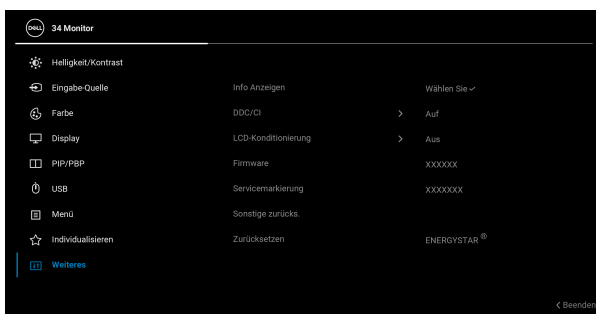 DELL 34 Monitor
Helligkeit/Kontrast
Eingabe-Quelle Info Anzeigen Wählen Sie ✓
Farbe DDC/CI > Auf
Display LCD-Konditionierung > Aus
PIP/PBP Firmware XXXXXX
USB Servicemarkierung XXXXXXX
Menü Sonstige zurücks.
Individualisieren Zurücksetzen ENERGYSTAR ®
Weiteres
< Beenden